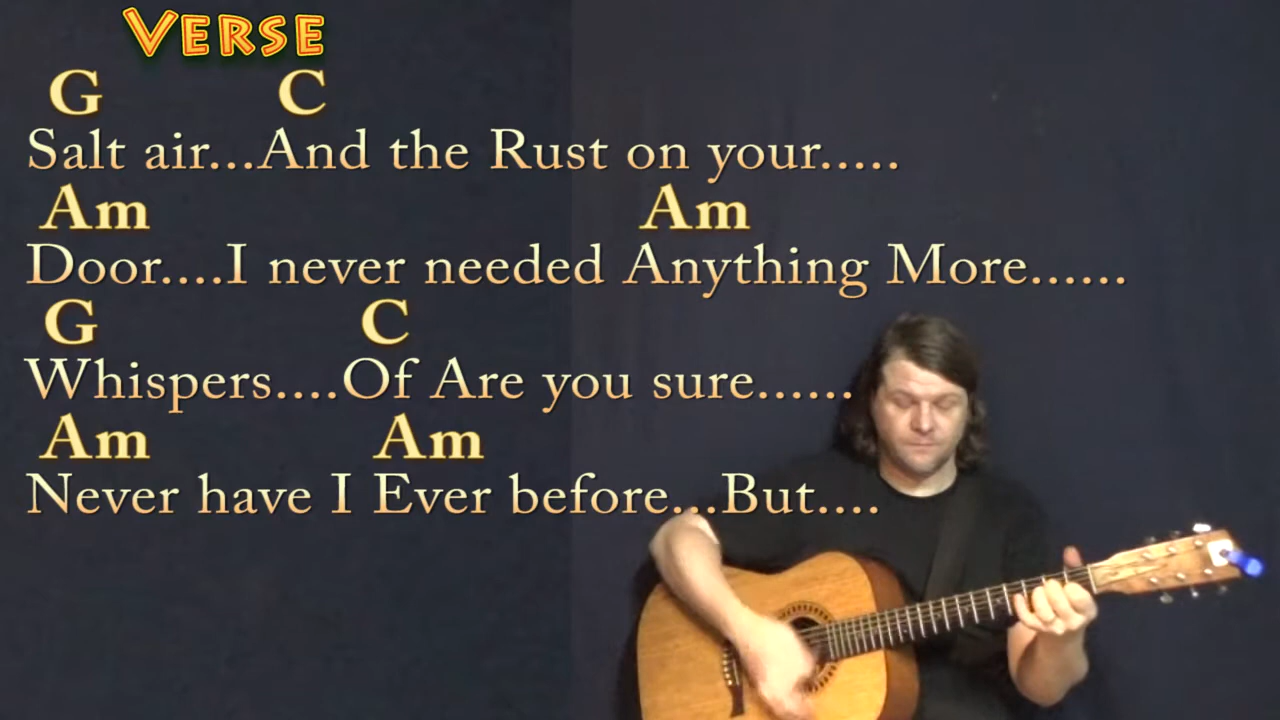 VERSE
G C
Salt air...And the Rust on your.....
Am Am
Door....I never needed Anything More......
G C
Whispers....Of Are you sure......
Am Am
Never have I Ever before...But....